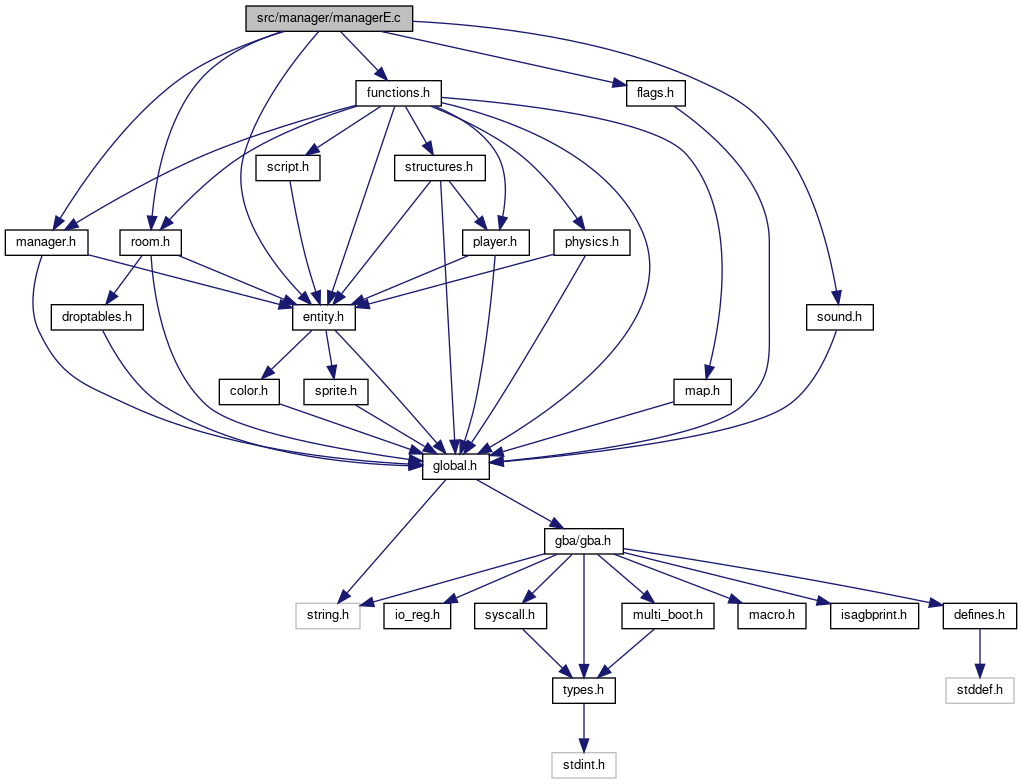 src/manager/managerE.c
functions.h
flags.h
script.h
structures.h
manager.h
room.h
player.h
physics.h
droptables.h
entity.h
sound.h
color.h
sprite.h
map.h
global.h
gba/gba.h
string.h
io_reg.h
syscall.h
multi_boot.h
macro.h
isagbprint.h
defines.h
types.h
stddef.h
stdint.h